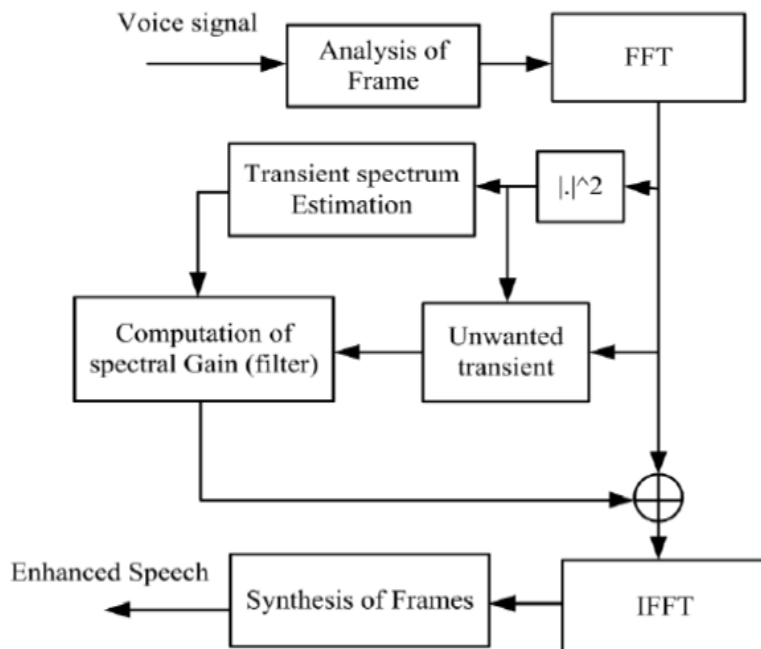 Voice signal
Analysis of
Frame
FFT
Transient spectrum
Estimation
|.|^2
Computation of
spectral Gain (filter)
Unwanted
transient
Enhanced Speech
Synthesis of Frames
IFFT